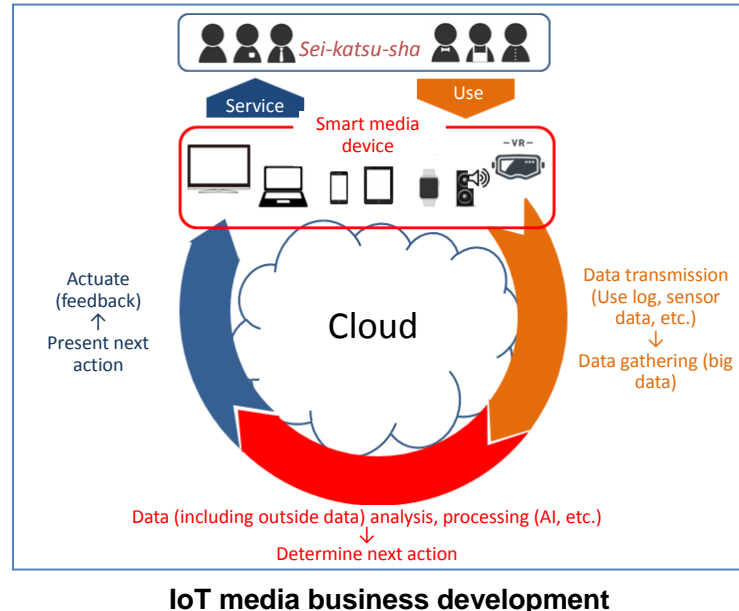 Sei-katsu-sha
Service
Use
Smart media
device
–VR–
Actuate
(feedback)
↑
Present next
action
Cloud
Data transmission
(Use log, sensor
data, etc.)
↓
Data gathering (big
data)
Data (including outside data) analysis, processing (AI, etc.)
↓
Determine next action
IoT media business development